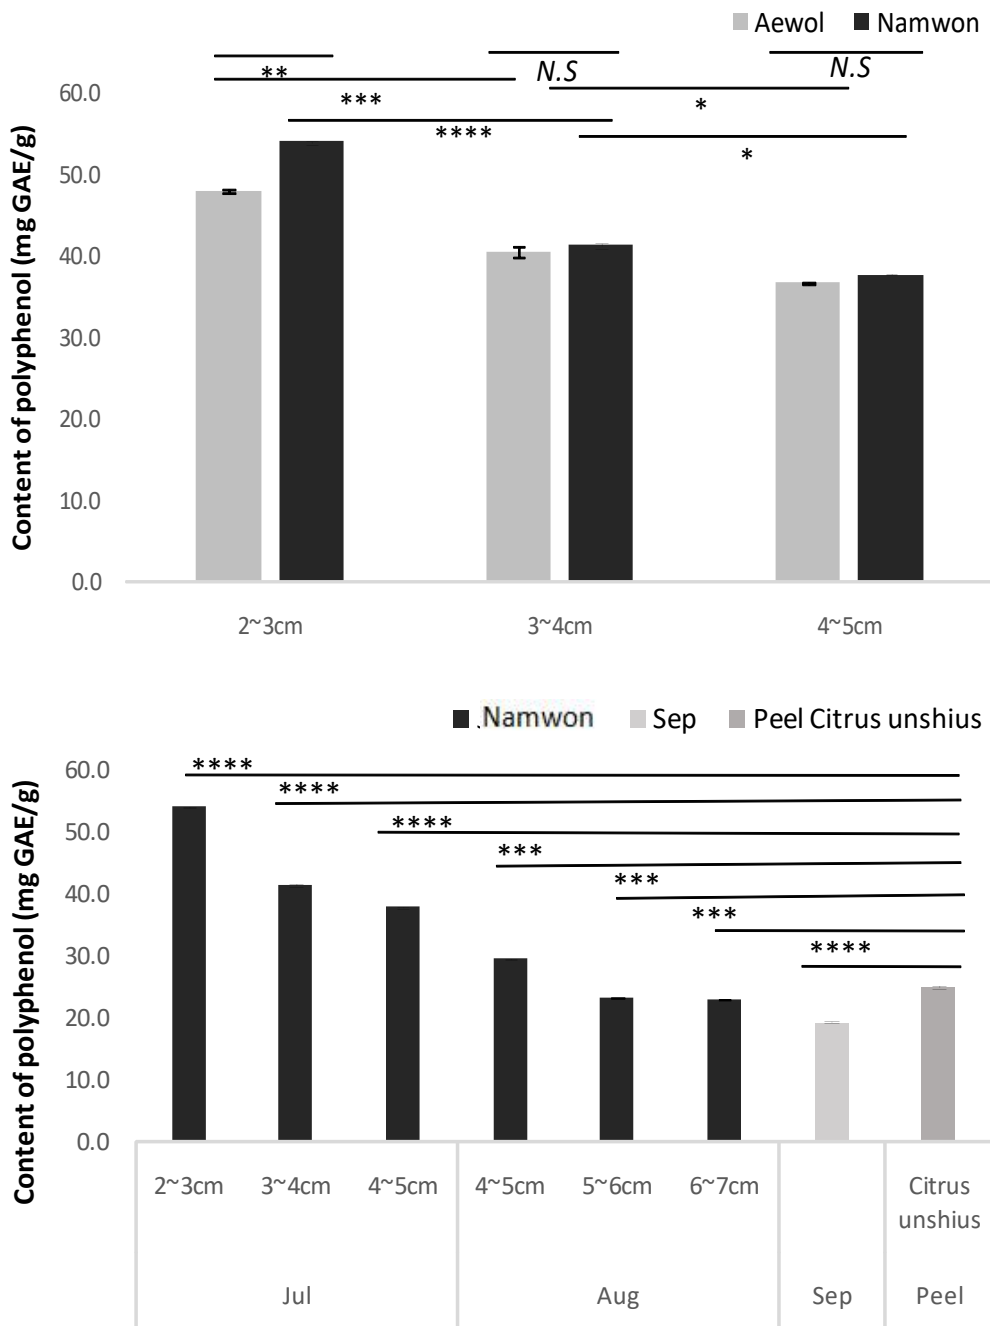 Aewol Namwon
** N.S N.S
60.0
*** *
**** *
50.0
40.0
30.0
20.0
10.0
0.0
Content of polyphenol (mg GAE/g)
2~3cm 3~4cm 4~5cm
Namwon Sep Peel Citrus unshius
60.0
****
****
50.0
****
***
40.0
***
***
30.0
****
20.0
10.0
0.0
Content of polyphenol (mg GAE/g)
2~3cm 3~4cm 4~5cm 4~5cm 5~6cm 6~7cm Citrus
unshius
Jul Aug Sep Peel